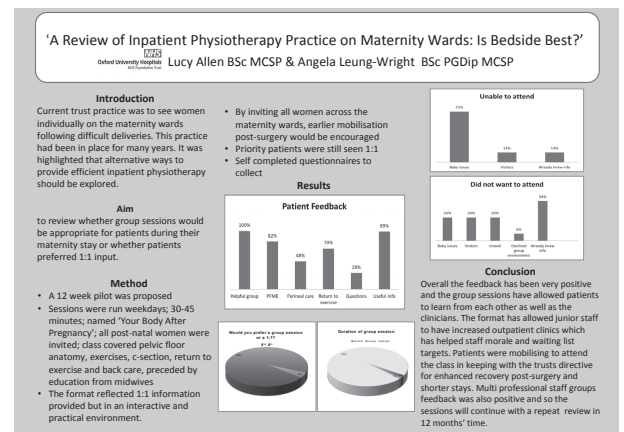 ‘A Review of Inpatient Physiotherapy Practice on Maternity Wards: Is Bedside Best?’
NHS
Oxford University Hospitals
NHS Foundation Trust
Lucy Allen BSc MCSP & Angela Leung-Wright BSc PGDip MCSP
Introduction
Current trust practice was to see women
individually on the maternity wards
following difficult deliveries. This practice
had been in place for many years. It was
highlighted that alternative ways to
provide efficient inpatient physiotherapy
should be explored.
Aim
to review whether group sessions would
be appropriate for patients during their
maternity stay or whether patients
preferred 1:1 input.
Method
• A 12 week pilot was proposed
• Sessions were run weekdays; 30-45
minutes; named ‘Your Body After
Pregnancy’; all post-natal women were
invited; class covered pelvic floor
anatomy, exercises, c-section, return to
exercise and back care, preceded by
education from midwives
• The format reflected 1:1 information
provided but in an interactive and
practical environment.
• By inviting all women across the
maternity wards, earlier mobilisation
post-surgery would be encouraged
• Priority patients were still seen 1:1
• Self completed questionnaires to
collect
Results
Patient Feedback
100%
82%
48%
70%
28%
99%
Helpful group
PFME
Perineal care
Return to
exercise
Questions
Useful info
Would you prefer a group session
or a 1:1?
Duration of group session
Unable to attend
71%
14%
14%
Baby issues
Visitors
Already know info
Did not want to attend
20%
20%
20%
6%
34%
Baby issues
Visitors
Unwell
Declined
group
environment
Already know
info
Conclusion
Overall the feedback has been very positive
and the group sessions have allowed patients
to learn from each other as well as the
clinicians. The format has allowed junior staff
to have increased outpatient clinics which
has helped staff morale and waiting list
targets. Patients were mobilising to attend
the class in keeping with the trusts directive
for enhanced recovery post-surgery and
shorter stays. Multi professional staff groups
feedback was also positive and so the
sessions will continue with a repeat review in
12 months’ time.